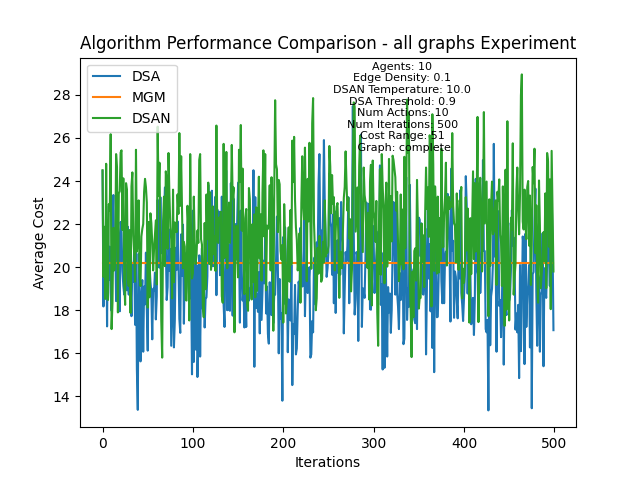 Algorithm Performance Comparison - all graphs Experiment
DSA
MGM
DSAN
Agents: 10
Edge Density: 0.1
DSAN Temperature: 10.0
DSA Threshold: 0.9
Num Actions: 10
Num Iterations: 500
Cost Range: 51
Graph: complete
Average Cost
28
26
24
22
20
18
16
14
0
100
200
300
400
500
Iterations